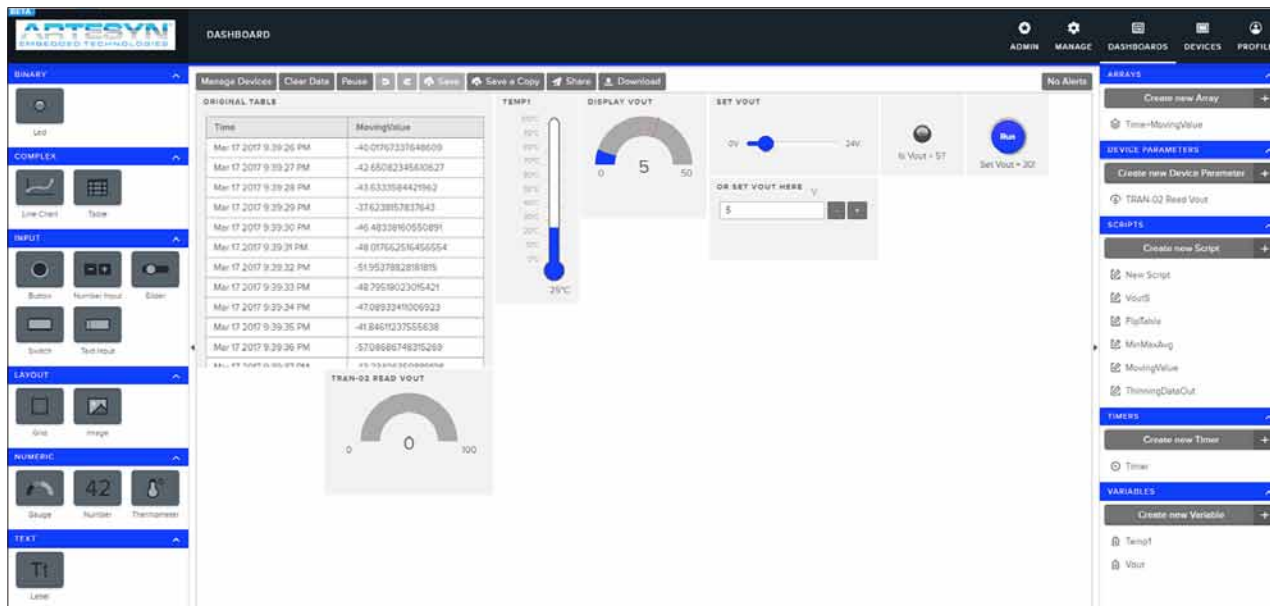 BETA
ARTESYN
EMBEDDED TECHNOLOGIES
DASHBOARD
ADMIN
MANAGE
DASHBOARDS
DEVICES
PROFIL
BINARY
Led
COMPLEX
Line Chart
Table
INPUT
Button
Number Input
Slider
Switch
Text Input
LAYOUT
Grid
Image
NUMERIC
42
Gauge
Number
Thermometer
TEXT
Tt
Label
Manage Devices
Clear Data
Pause
Save
Save a Copy
Share
Download
No Alerts
ORIGINAL TABLE
Time MovingValue
Mar 17 2017 9:39:26 PM -40.01767337648609
Mar 17 2017 9:39:27 PM -42.65082345610627
Mar 17 2017 9:39:28 PM -43.6333584421962
Mar 17 2017 9:39:29 PM -37.6238157837643
Mar 17 2017 9:39:30 PM -46.48338160550891
Mar 17 2017 9:39:31 PM -48.017662516456554
Mar 17 2017 9:39:32 PM -51.95378828181815
Mar 17 2017 9:39:33 PM -48.79519023015421
Mar 17 2017 9:39:34 PM -47.08933411006923
Mar 17 2017 9:39:35 PM -41.84611237555638
Mar 17 2017 9:39:36 PM -57.08686748315269
TEMP1
25°C
DISPLAY VOUT
5
0
50
SET VOUT
0V
24V
Is Vout = 5?
Run
Set Vout = 20!
OR SET VOUT HERE
V
5
- +
TRAN-02 READ VOUT
0
0
100
ARRAYS
Create new Array +
Time+MovingValue
DEVICE PARAMETERS
Create new Device Parameter +
TRAN-02 Read Vout
SCRIPTS
Create new Script +
New Script
Vout5
FlipTable
MinMaxAvg
MovingValue
ThinningDataOut
TIMERS
Create new Timer +
Timer
VARIABLES
Create new Variable +
Temp1
Vout